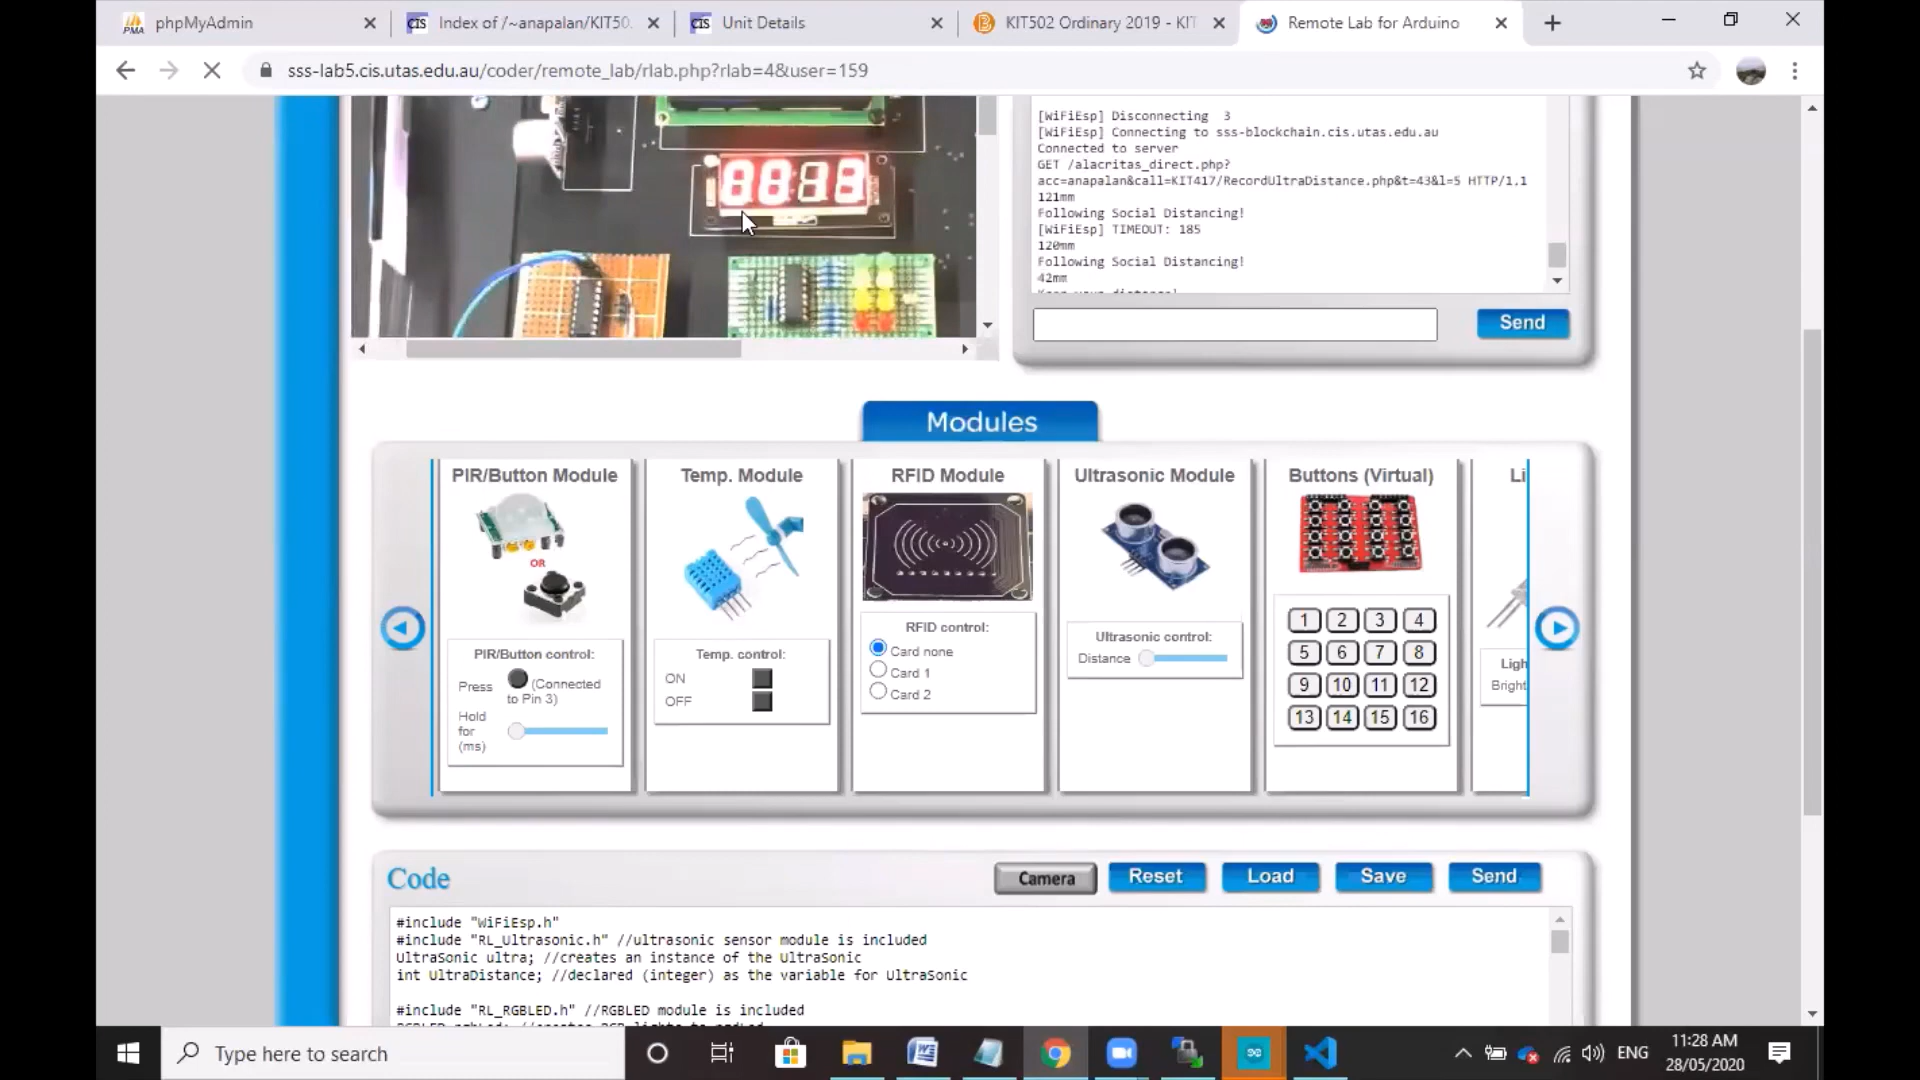 phpMyAdmin
Index of /~anapalan/KIT50
Unit Details
KIT502 Ordinary 2019 - KIT
Remote Lab for Arduino
sss-lab5.cis.utas.edu.au/coder/remote_lab/rlab.php?rlab=4&user=159
[WiFiEsp] Disconnecting  3
[WiFiEsp] Connecting to sss-blockchain.cis.utas.edu.au
Connected to server
GET /alacritas_direct.php?
acc=anapalan&call=KIT417/RecordUltraDistance.php&t=43&l=5 HTTP/1.1
121mm
Following Social Distancing!
[WiFiEsp] TIMEOUT: 185
120mm
Following Social Distancing!
42mm
Keep your distance!
Send
Modules
PIR/Button Module
OR
PIR/Button control:
Press (Connected to Pin 3)
Hold for (ms)
Temp. Module
Temp. control:
ON
OFF
RFID Module
RFID control:
Card none
Card 1
Card 2
Ultrasonic Module
Ultrasonic control:
Distance
Buttons (Virtual)
1 2 3 4
5 6 7 8
9 10 11 12
13 14 15 16
Li
Ligh
Bright
Code
Camera
Reset
Load
Save
Send
#include "WiFiEsp.h"
#include "RL_Ultrasonic.h" //ultrasonic sensor module is included
UltraSonic ultra; //creates an instance of the UltraSonic
int UltraDistance; //declared (integer) as the variable for UltraSonic
#include "RL_RGBLED.h" //RGBLED module is included
Type here to search
ENG
11:28 AM
28/05/2020